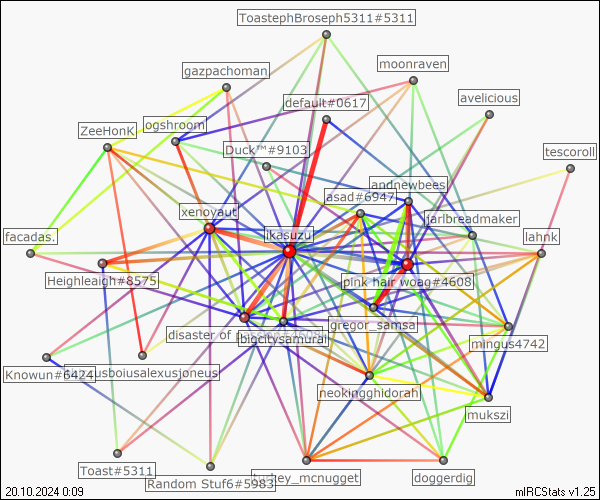 ToastephBroseph5311#5311
moonraven
gazpachoman
default#0617
avelicious
ogshroom
ZeeHonK
Duck™#9103
tescoroll
andnewbees
asad#6947
xenoyaut
jarlbreadmaker
ikasuzu
lahnk
facadas.
Heighleaigh#8575
pink hair woag#4608
gregor_samsa
disaster of
bigcitysamurai
mingus4742
Knowun#6424
usboiusalexusjoneus
neokingghidorah
mukszi
Toast#5311
Random Stuf6#5983
turkey_mcnugget
doggerdig
20.10.2024 0:09
mIRCStats v1.25